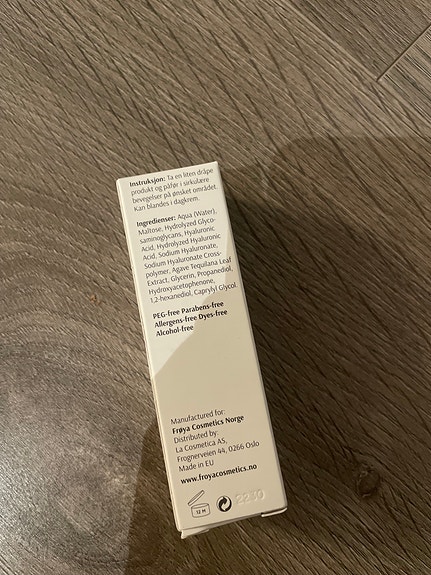 Instruksjon: Ta en liten dråpe
produkt og påfør i sirkulære
bevegelser på ønsket området.
Kan blandes i dagkrem.
Ingredienser: Aqua (Water),
Maltose, Hydrolyzed Glyco-
saminoglycans, Hyaluronic
Acid, Hydrolyzed Hyaluronic
Acid, Sodium Hyaluronate,
Sodium Hyaluronate Cross-
polymer, Agave Tequilana Leaf
Extract, Glycerin, Propanediol,
Hydroxyacetophenone,
1,2-hexanediol, Caprylyl Glycol.
PEG-free Parabens-free
Allergens-free Dyes-free
Alcohol-free
Manufactured for:
Frøya Cosmetics Norge
Distributed by:
La Cosmetica AS,
Frognerveien 44, 0266 Oslo
Made in EU
www.froyacosmetics.no
12 M